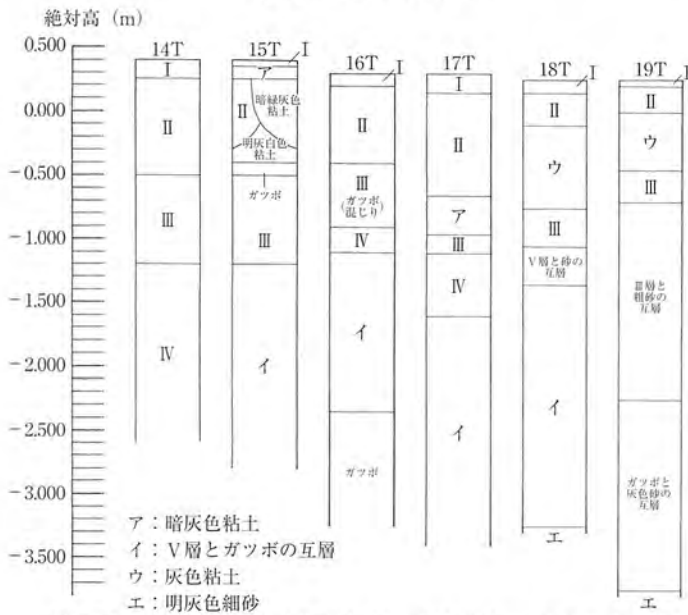 絶対高 (m)
0.500
0.000
−0.500
−1.000
−1.500
−2.000
−2.500
−3.000
−3.500
14T
Ⅰ
Ⅱ
Ⅲ
Ⅳ
15T
Ⅰ
ア
Ⅱ
暗緑灰色
粘土
明灰白色
粘土
ガツボ
Ⅲ
イ
16T
Ⅰ
Ⅱ
Ⅲ
(ガツボ
混じり)
Ⅳ
イ
ガツボ
17T
Ⅰ
Ⅱ
ア
Ⅲ
Ⅳ
イ
18T
Ⅰ
Ⅱ
ウ
Ⅲ
Ⅴ層と砂の
互層
イ
エ
19T
Ⅱ
ウ
Ⅲ
Ⅲ層と
粗砂の
互層
ガツボと
灰色砂の
互層
エ
ア：暗灰色粘土
イ：Ⅴ層とガツボの互層
ウ：灰色粘土
エ：明灰色細砂